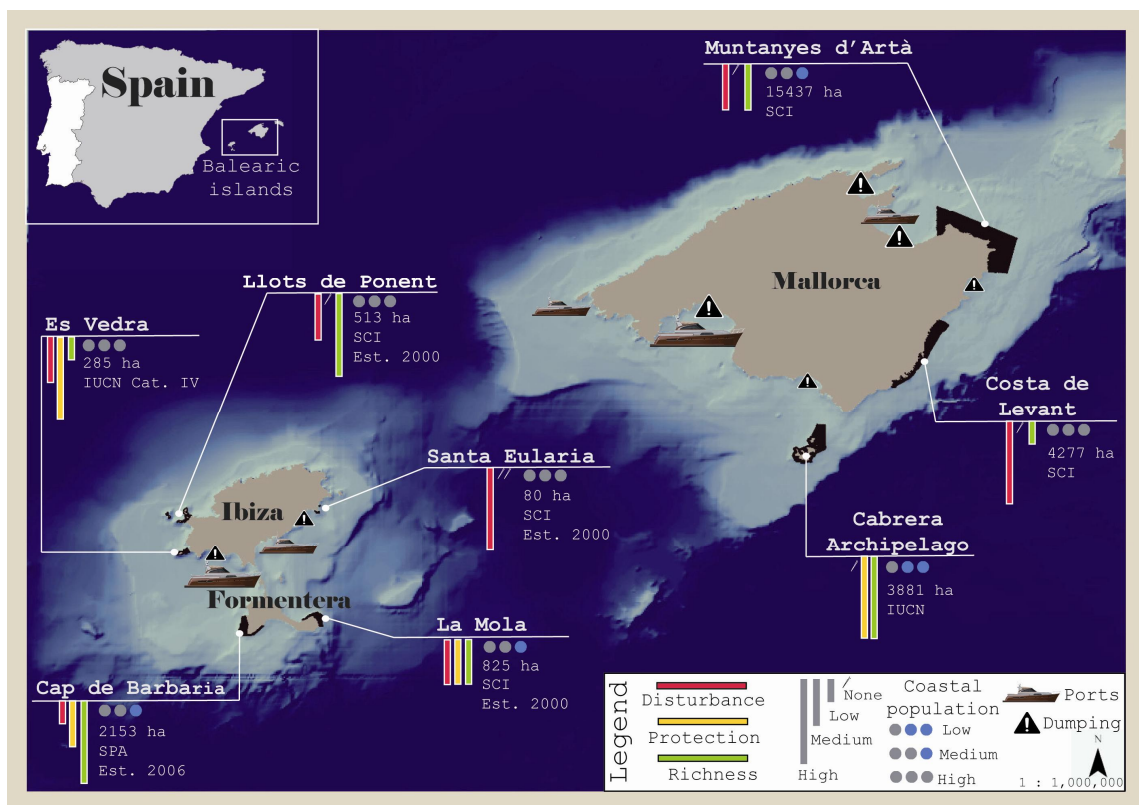 Spain
Balearic
islands
Muntanyes d'Artà
15437 ha
SCI
Mallorca
Llots de Ponent
513 ha
SCI
Est. 2000
Es Vedra
285 ha
IUCN Cat. IV
Costa de
Levant
4277 ha
SCI
Santa Eularia
80 ha
SCI
Est. 2000
Ibiza
Cabrera
Archipelago
3881 ha
IUCN
Formentera
La Mola
825 ha
SCI
Est. 2000
Cap de Barbaria
2153 ha
SPA
Est. 2006
Legend
Disturbance
Protection
Richness
None
Low
Medium
High
Coastal
population
Low
Medium
High
Ports
Dumping
N
1 : 1,000,000